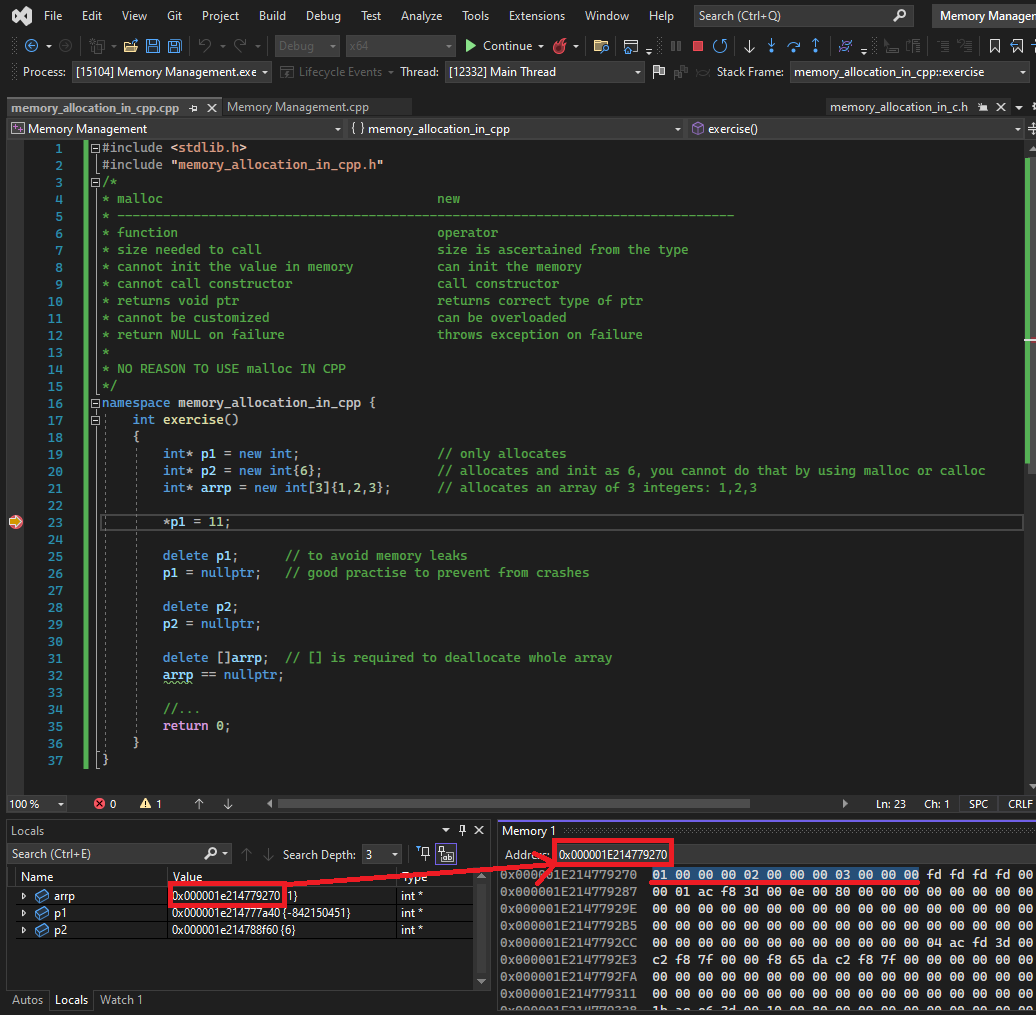 File Edit View Git Project Build Debug Test Analyze Tools Extensions Window Help Search (Ctrl+Q) Memory Manager
Debug x64 Continue
Process: [15104] Memory Management.exe Lifecycle Events Thread: [12332] Main Thread Stack Frame: memory_allocation_in_cpp::exercise
memory_allocation_in_cpp.cpp Memory Management.cpp memory_allocation_in_c.h
Memory Management { } memory_allocation_in_cpp exercise()
1 #include <stdlib.h>
2 #include "memory_allocation_in_cpp.h"
3 /*
4 * malloc new
5 * ---------------------------------------------------------------------------------
6 * function operator
7 * size needed to call size is ascertained from the type
8 * cannot init the value in memory can init the memory
9 * cannot call constructor call constructor
10 * returns void ptr returns correct type of ptr
11 * cannot be customized can be overloaded
12 * return NULL on failure throws exception on failure
13 *
14 * NO REASON TO USE malloc IN CPP
15 */
16 namespace memory_allocation_in_cpp {
17 int exercise()
18 {
19 int* p1 = new int; // only allocates
20 int* p2 = new int{6}; // allocates and init as 6, you cannot do that by using malloc or calloc
21 int* arrp = new int[3]{1,2,3}; // allocates an array of 3 integers: 1,2,3
22
23 *p1 = 11;
24
25 delete p1; // to avoid memory leaks
26 p1 = nullptr; // good practise to prevent from crashes
27
28 delete p2;
29 p2 = nullptr;
30
31 delete []arrp; // [] is required to deallocate whole array
32 arrp == nullptr;
33
34 //...
35 return 0;
36 }
37 }
100 % 0 1 Ln: 23 Ch: 1 SPC CRLF
Locals
Search (Ctrl+E) Search Depth: 3
Name Value Type
arrp 0x000001e214779270 {1} int *
p1 0x000001e214777a40 {-842150451} int *
p2 0x000001e214788f60 {6} int *
Autos Locals Watch 1
Memory 1
Address: 0x000001E214779270
0x000001E214779270 01 00 00 00 02 00 00 00 03 00 00 00 fd fd fd fd 00
0x000001E214779287 00 01 ac f8 3d 00 0e 00 80 00 00 00 00 00 00 00 00
0x000001E21477929E 00 00 00 00 00 00 00 00 00 00 00 00 00 00 00 00 00
0x000001E2147792B5 00 00 00 00 00 00 00 00 00 00 00 00 00 00 00 00 00
0x000001E2147792CC 00 00 00 00 00 00 00 00 00 00 00 00 04 ac fd 3d 00
0x000001E2147792E3 c2 f8 7f 00 00 f8 65 da c2 f8 7f 00 00 00 00 00 00
0x000001E2147792FA 00 00 00 00 00 00 00 00 00 00 00 00 00 00 00 00 00
0x000001E214779311 00 00 00 00 00 00 00 00 00 00 00 00 00 00 00 00 00